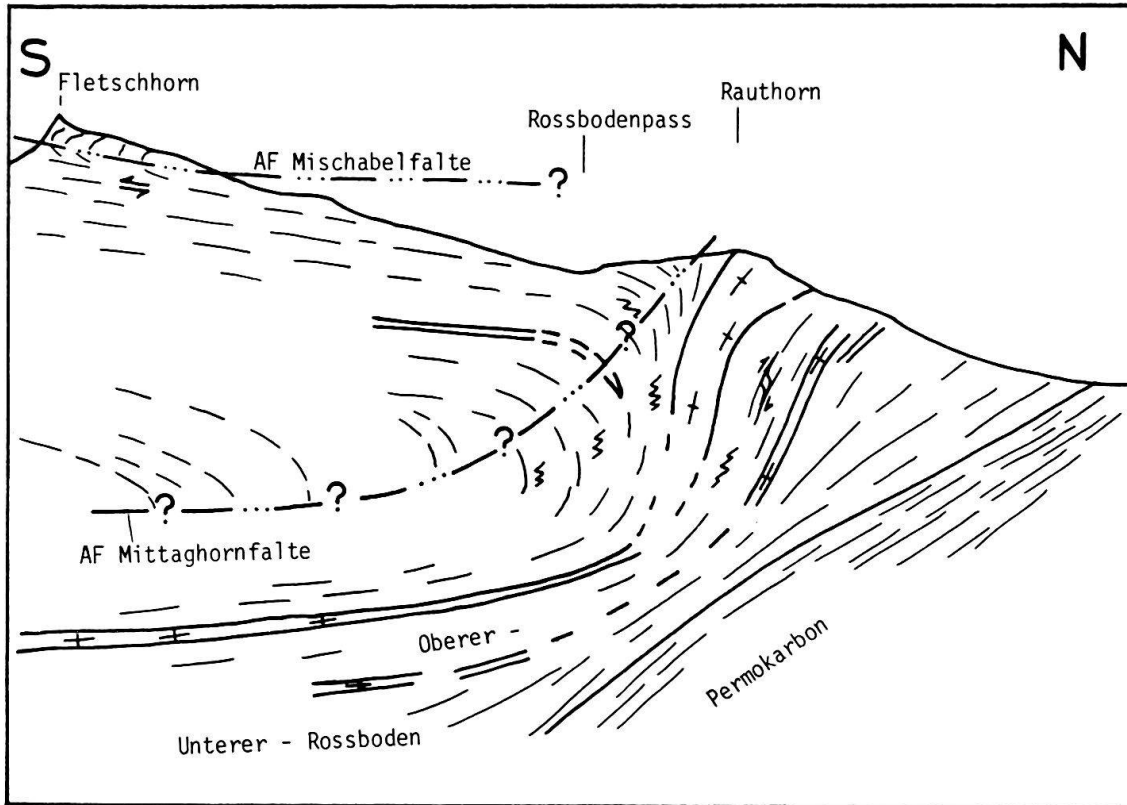 S
N
Fletschhorn
Rauthorn
Rossbodenpass
AF Mischabelfalte
?
?
?
?
?
AF Mittaghornfalte
Oberer -
Permokarbon
Unterer - Rossboden